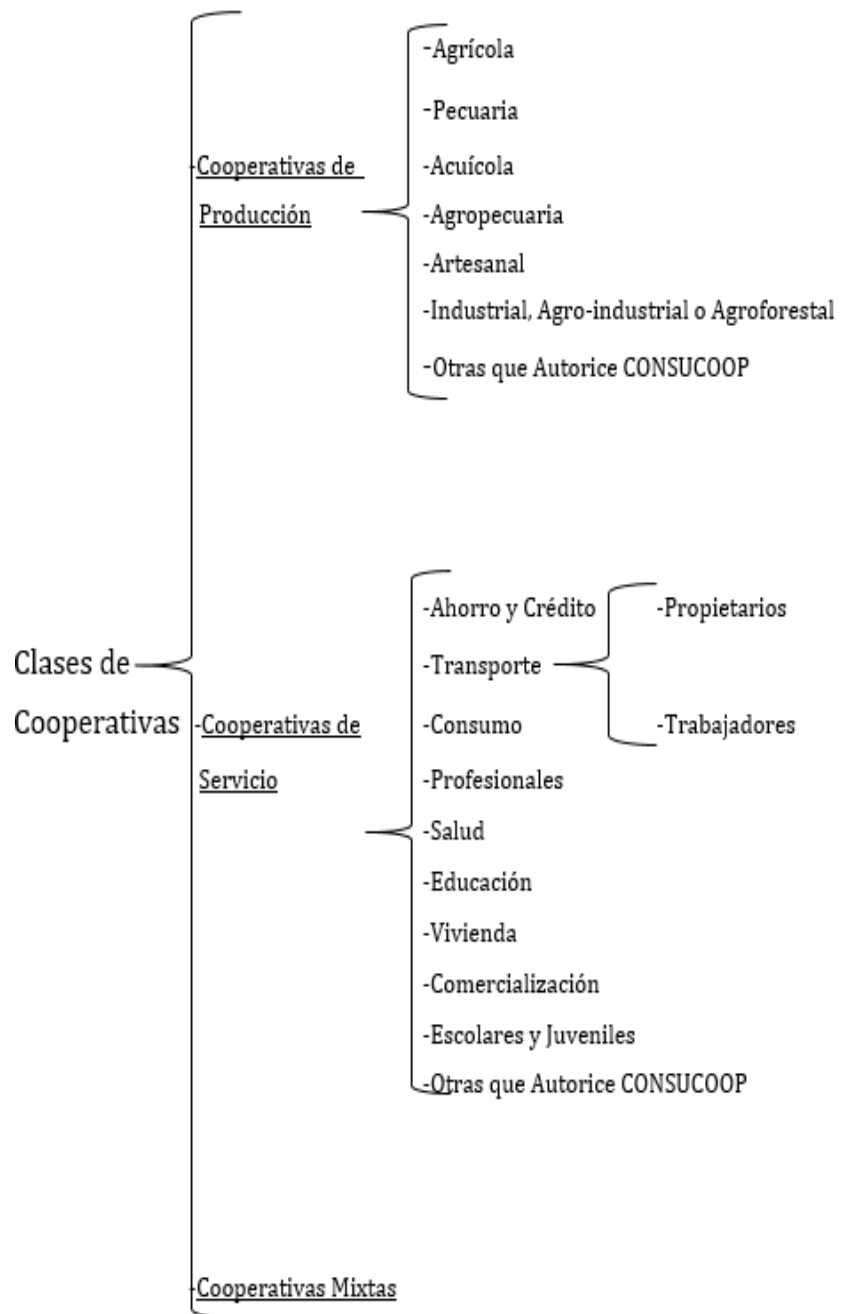 Clases de
Cooperativas
-Cooperativas de
Producción
-Agrícola
-Pecuaria
-Acuícola
-Agropecuaria
-Artesanal
-Industrial, Agro-industrial o Agroforestal
-Otras que Autorice CONSUCOOP
-Cooperativas de
Servicio
-Ahorro y Crédito
-Transporte
-Propietarios
-Trabajadores
-Consumo
-Profesionales
-Salud
-Educación
-Vivienda
-Comercialización
-Escolares y Juveniles
-Otras que Autorice CONSUCOOP
-Cooperativas Mixtas